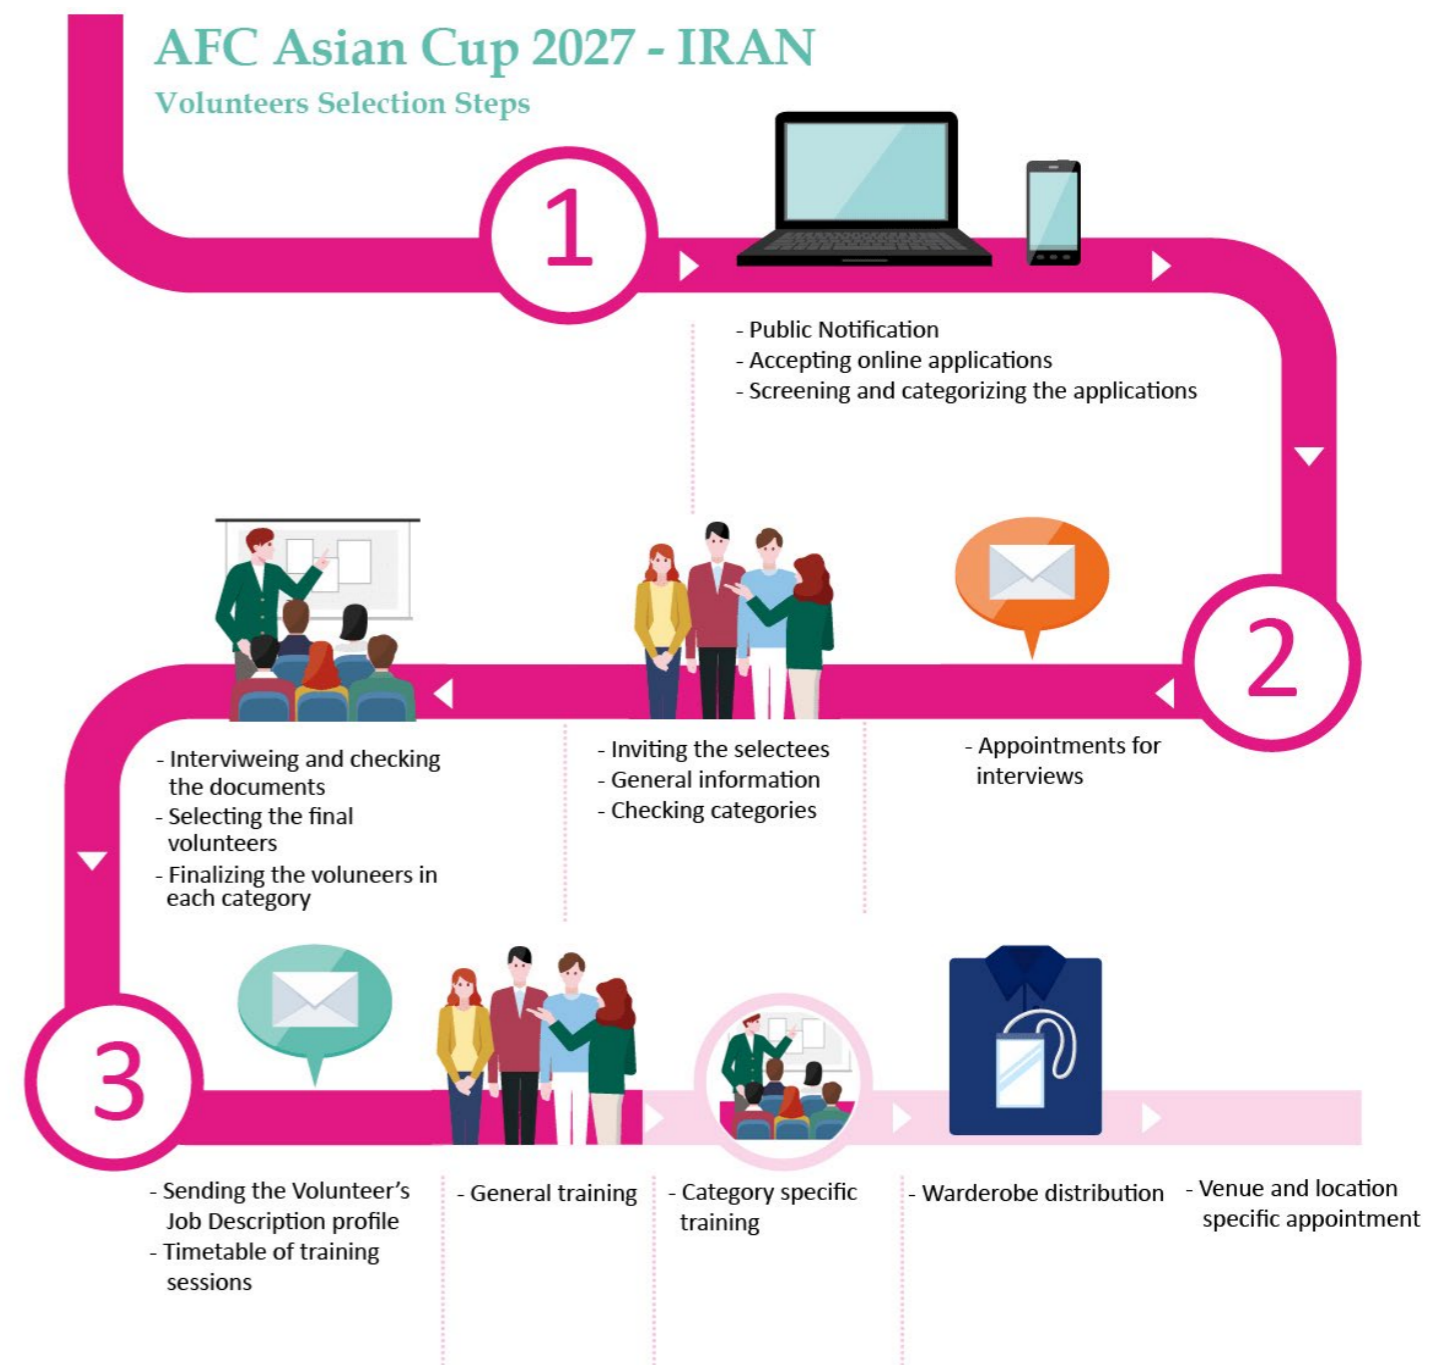 AFC Asian Cup 2027 - IRAN
Volunteers Selection Steps
1
- Public Notification
- Accepting online applications
- Screening and categorizing the applications
2
- Appointments for
interviews
- Inviting the selectees
- General information
- Checking categories
- Interviweing and checking
the documents
- Selecting the final
volunteers
- Finalizing the voluneers in
each category
3
- Sending the Volunteer's
Job Description profile
- Timetable of training
sessions
- General training
- Category specific
training
- Warderobe distribution
- Venue and location
specific appointment